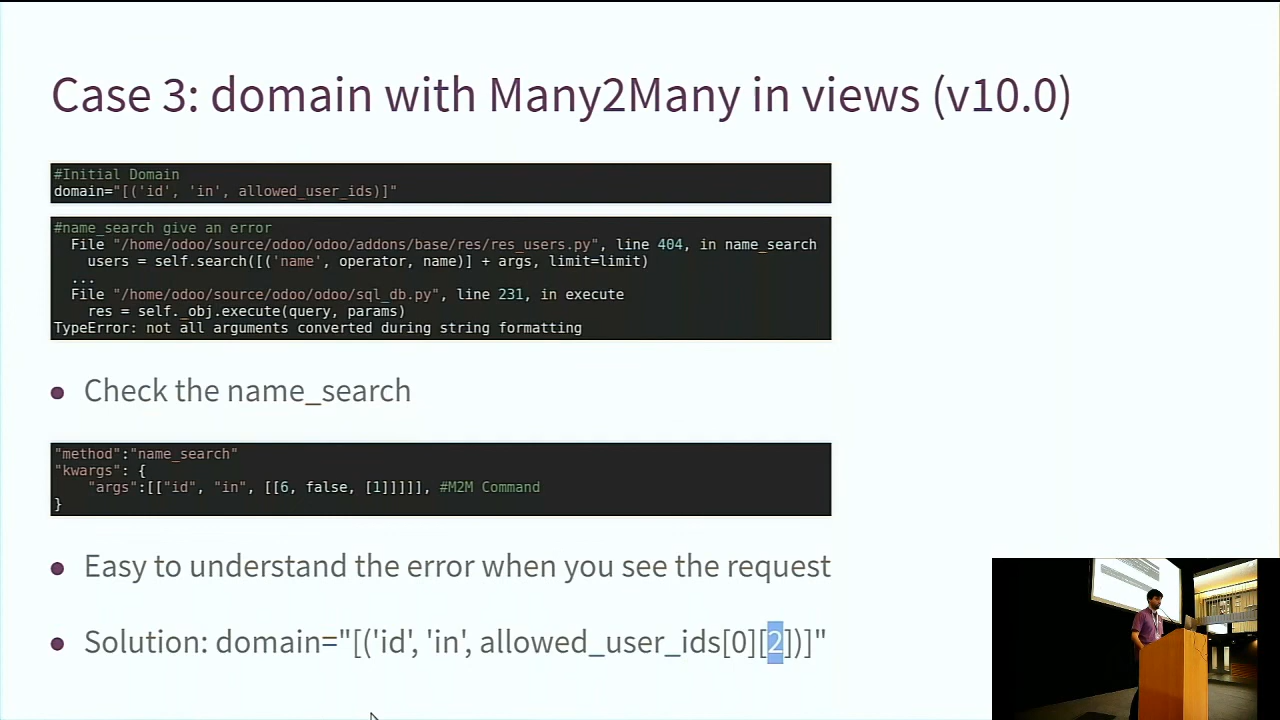 Case 3: domain with Many2Many in views (v10.0)
#Initial Domain
domain="[('id', 'in', allowed_user_ids)]"
#name_search give an error
File "/home/odoo/source/odoo/odoo/addons/base/res/res_users.py", line 404, in name_search
users = self.search([('name', operator, name)] + args, limit=limit)
...
File "/home/odoo/source/odoo/odoo/sql_db.py", line 231, in execute
res = self._obj.execute(query, params)
TypeError: not all arguments converted during string formatting
• Check the name_search
"method":"name_search"
"kwargs": {
"args":[["id", "in", [[6, false, [1]]]]], #M2M Command
}
• Easy to understand the error when you see the request
• Solution: domain="[('id', 'in', allowed_user_ids[0][2])]"